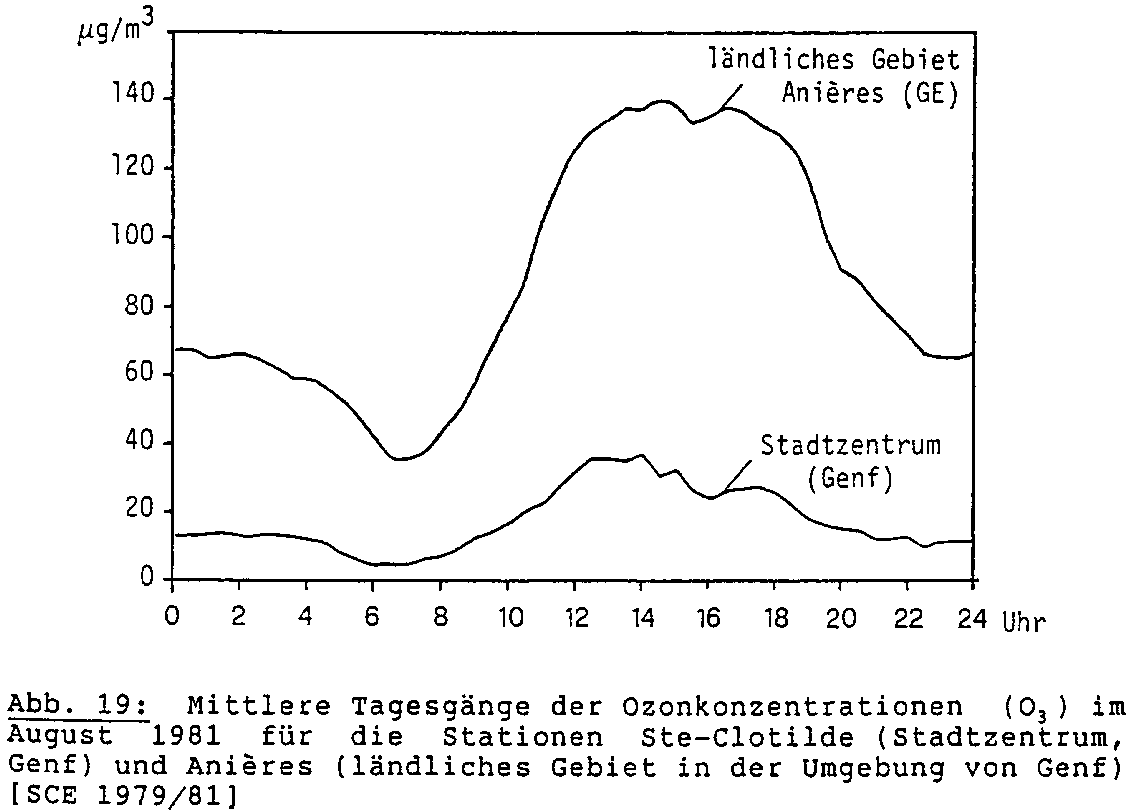 µg/m³
ländliches Gebiet
Anières (GE)
140
120
100
80
60
40
20
0
Stadtzentrum
(Genf)
0 2 4 6 8 10 12 14 16 18 20 22 24 Uhr
Abb. 19: Mittlere Tagesgänge der Ozonkonzentrationen (O₃) im
August 1981 für die Stationen Ste-Clotilde (Stadtzentrum,
Genf) und Anières (ländliches Gebiet in der Umgebung von Genf)
[SCE 1979/81]